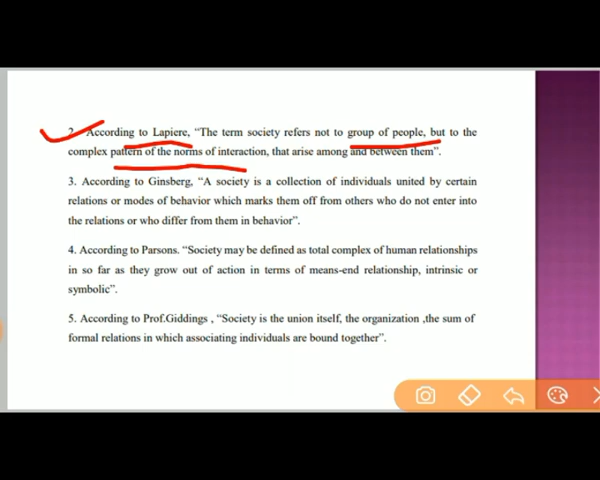 2. According to Lapiere, “The term society refers not to group of people, but to the
complex pattern of the norms of interaction, that arise among and between them”.
3. According to Ginsberg, “A society is a collection of individuals united by certain
relations or modes of behavior which marks them off from others who do not enter into
the relations or who differ from them in behavior”.
4. According to Parsons. “Society may be defined as total complex of human relationships
in so far as they grow out of action in terms of means-end relationship, intrinsic or
symbolic”.
5. According to Prof.Giddings , “Society is the union itself, the organization ,the sum of
formal relations in which associating individuals are bound together”.